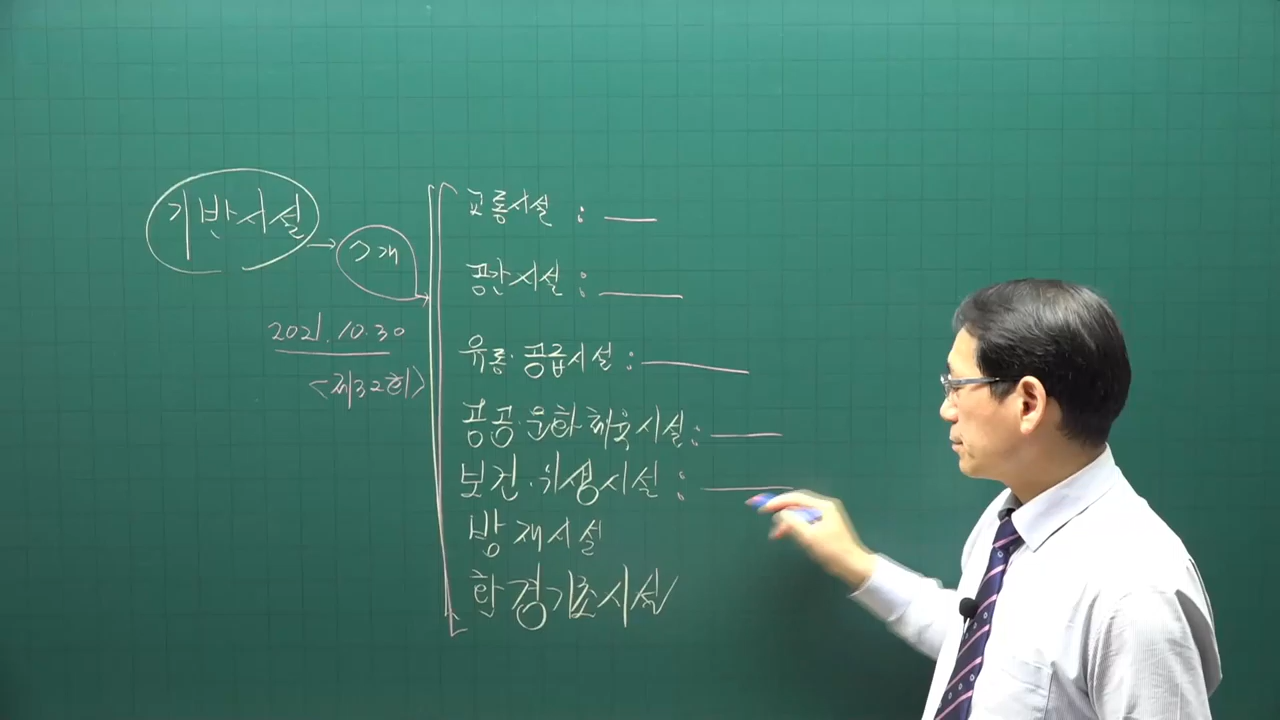 기반시설
→ 7개
2021.10.30
<제32회>
교통시설 :
공간시설 :
유통·공급시설 :
공공·문화체육시설 :
보건·위생시설 :
방재시설
환경기초시설